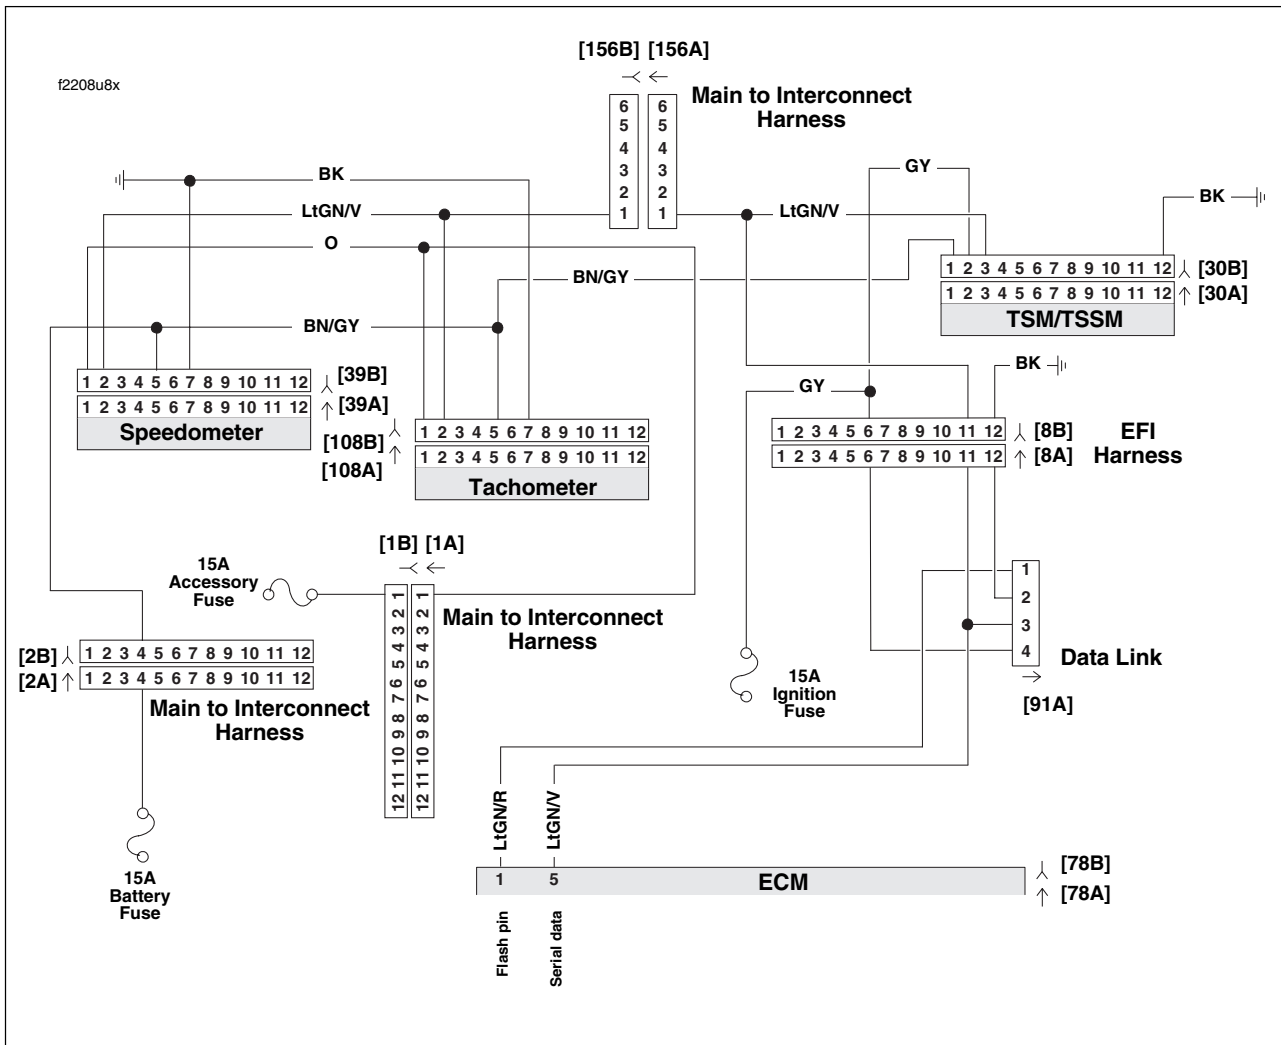 f2208u8x
[156B] [156A]
Main to Interconnect
Harness
6 6
5 5
4 4
3 3
2 2
1 1
BK
LtGN/V
LtGN/V
O
GY
BK
BN/GY
BN/GY
1 2 3 4 5 6 7 8 9 10 11 12
[30B]
1 2 3 4 5 6 7 8 9 10 11 12
[30A]
TSM/TSSM
1 2 3 4 5 6 7 8 9 10 11 12
[39B]
1 2 3 4 5 6 7 8 9 10 11 12
[39A]
Speedometer
[108B]
1 2 3 4 5 6 7 8 9 10 11 12
[108A]
1 2 3 4 5 6 7 8 9 10 11 12
Tachometer
GY
BK
1 2 3 4 5 6 7 8 9 10 11 12
[8B]
1 2 3 4 5 6 7 8 9 10 11 12
[8A]
EFI
Harness
15A
Accessory
Fuse
[1B] [1A]
1 2 3 4 5 6 7 8 9 10 11 12
1 2 3 4 5 6 7 8 9 10 11 12
Main to Interconnect
Harness
[2B]
1 2 3 4 5 6 7 8 9 10 11 12
[2A]
1 2 3 4 5 6 7 8 9 10 11 12
Main to Interconnect
Harness
1
2
3
4
Data Link
[91A]
15A
Ignition
Fuse
15A
Battery
Fuse
LtGN/R
LtGN/V
1 5
ECM
[78B]
[78A]
Flash pin
Serial data